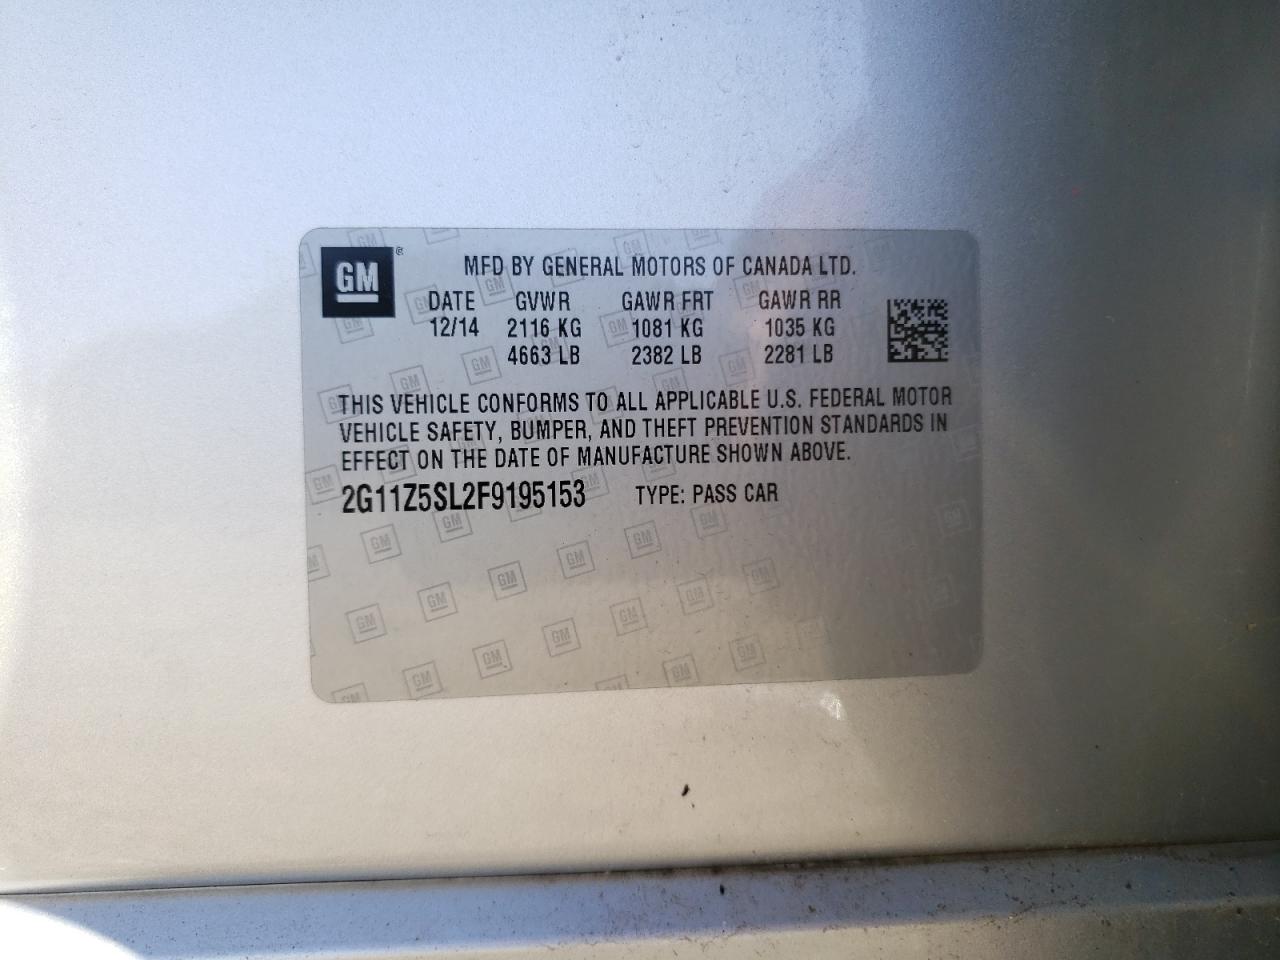 GM
MFD BY GENERAL MOTORS OF CANADA LTD.
DATE GVWR GAWR FRT GAWR RR
12/14 2116 KG 1081 KG 1035 KG
4663 LB 2382 LB 2281 LB
THIS VEHICLE CONFORMS TO ALL APPLICABLE U.S. FEDERAL MOTOR
VEHICLE SAFETY, BUMPER, AND THEFT PREVENTION STANDARDS IN
EFFECT ON THE DATE OF MANUFACTURE SHOWN ABOVE.
2G11Z5SL2F9195153 TYPE: PASS CAR